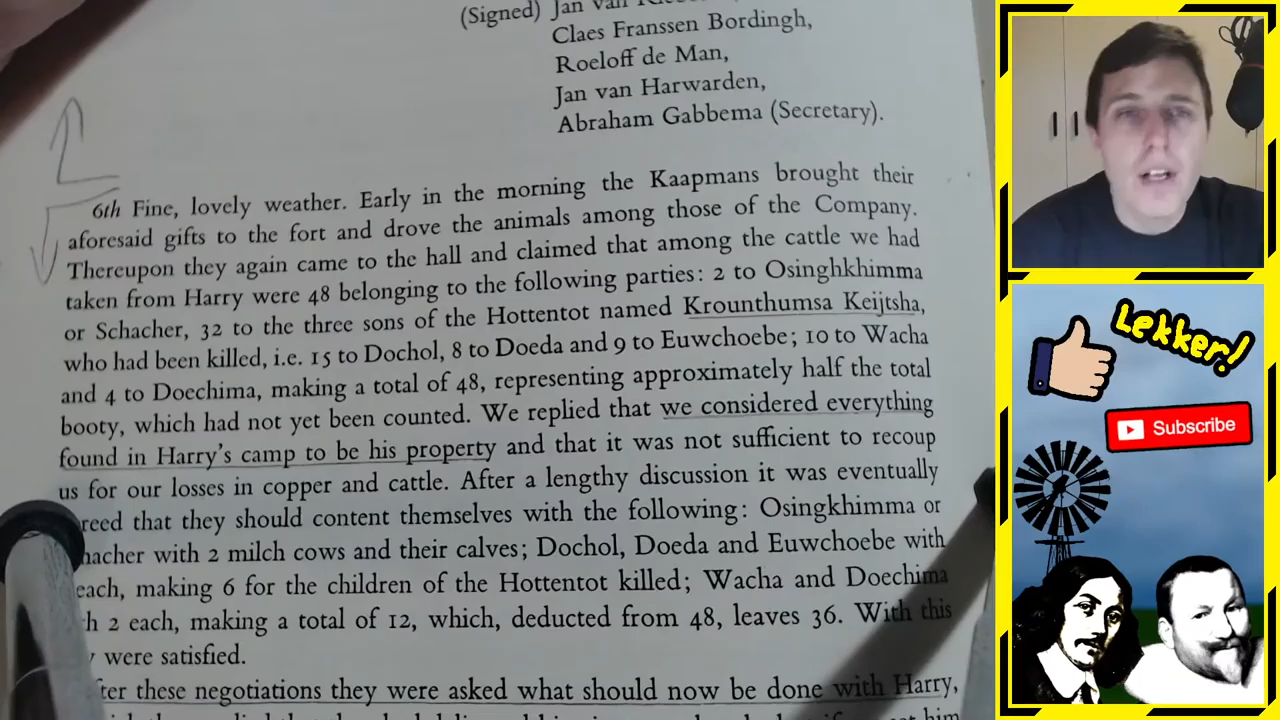 (Signed) Jan van
Claes Franssen Bordingh,
Roeloff de Man,
Jan van Harwarden,
Abraham Gabbema (Secretary).
6th Fine, lovely weather. Early in the morning the Kaapmans brought their
aforesaid gifts to the fort and drove the animals among those of the Company.
Thereupon they again came to the hall and claimed that among the cattle we had
taken from Harry were 48 belonging to the following parties: 2 to Osinghkhimma
or Schacher, 32 to the three sons of the Hottentot named Krounthumsa Keijtsha,
who had been killed, i.e. 15 to Dochol, 8 to Doeda and 9 to Euwchoebe; 10 to Wacha
and 4 to Doechima, making a total of 48, representing approximately half the total
booty, which had not yet been counted. We replied that we considered everything
found in Harry's camp to be his property and that it was not sufficient to recoup
us for our losses in copper and cattle. After a lengthy discussion it was eventually
reed that they should content themselves with the following: Osingkhimma or
hacher with 2 milch cows and their calves; Dochol, Doeda and Euwchoebe with
each, making 6 for the children of the Hottentot killed; Wacha and Doechima
h 2 each, making a total of 12, which, deducted from 48, leaves 36. With this
were satisfied.
ter these negotiations they were asked what should now be done with Harry,
him
Lekker!
Subscribe